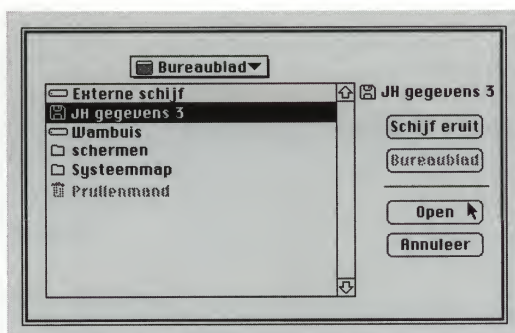 Bureaublad
Externe schijf
JH gegevens 3
Wambuis
schermen
Systeemmap
Prullenmand
JH gegevens 3
Schijf eruit
Bureaublad
Open
Annuleer